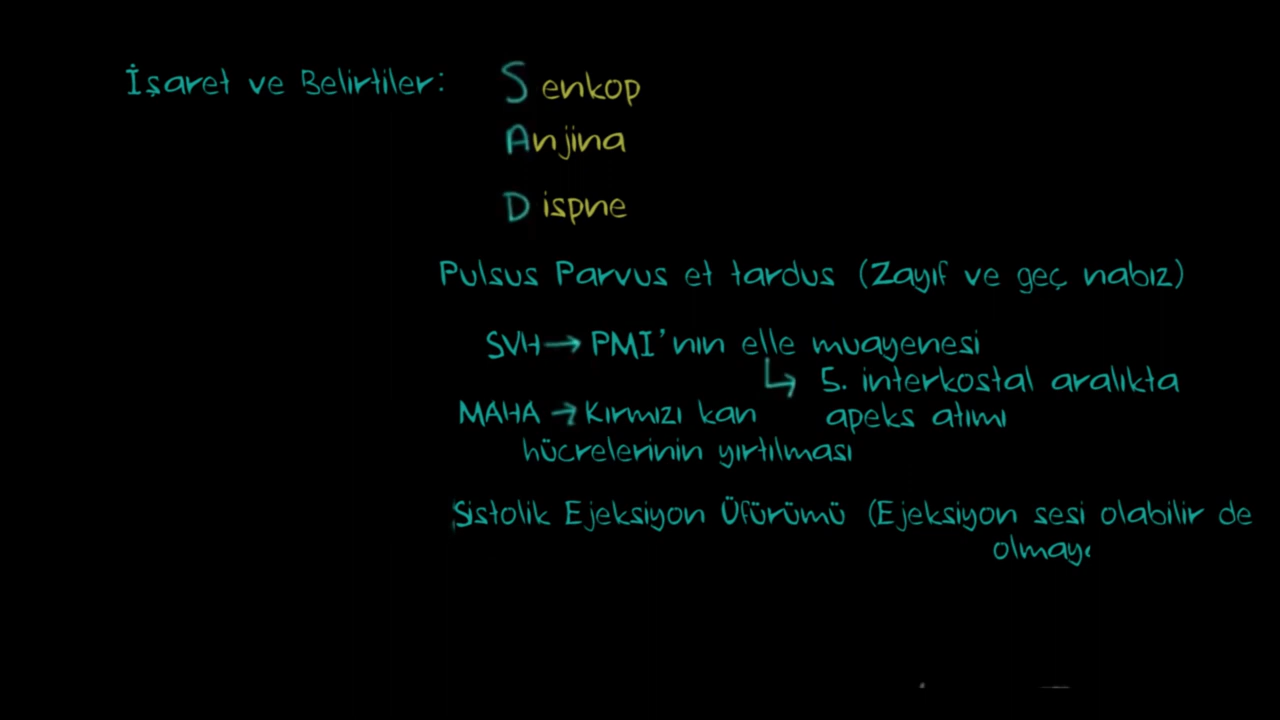 İşaret ve Belirtiler: Senkop
Anjina
Dispne
Pulsus Parvus et tardus (Zayıf ve geç nabız)
SVH → PMI'nın elle muayenesi
↳ 5. interkostal aralıkta
MAHA → Kırmızı kan apeks atımı
hücrelerinin yırtılması
Sistolik Ejeksiyon Üfürümü (Ejeksiyon sesi olabilir de